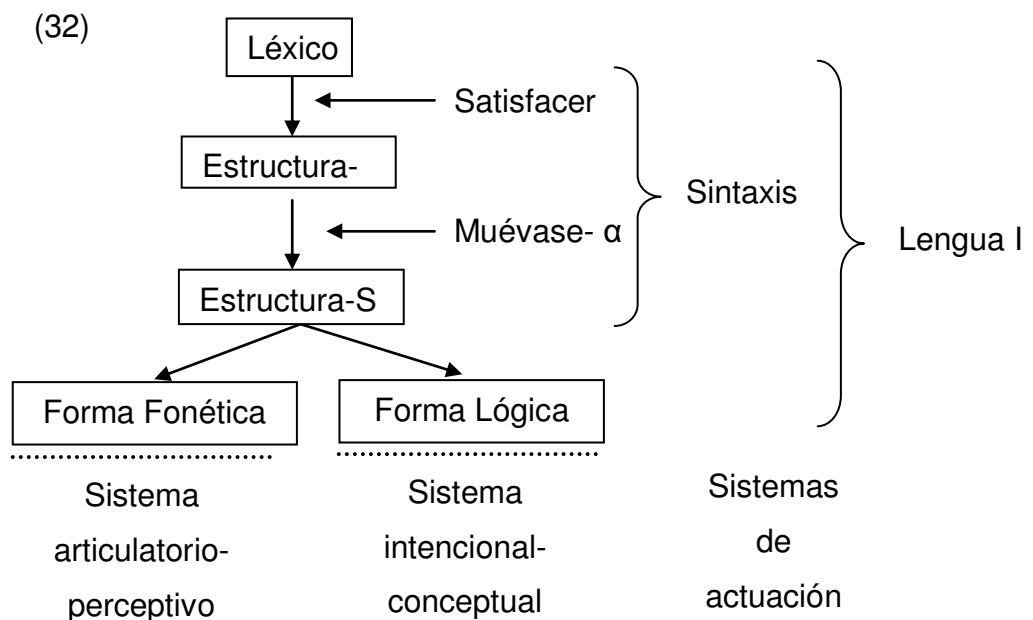 (32)
Léxico
Satisfacer
Estructura-
Sintaxis
Muévase- α
Lengua I
Estructura-S
Forma Fonética
Forma Lógica
Sistema
articulatorio-
perceptivo
Sistema
intencional-
conceptual
Sistemas
de
actuación